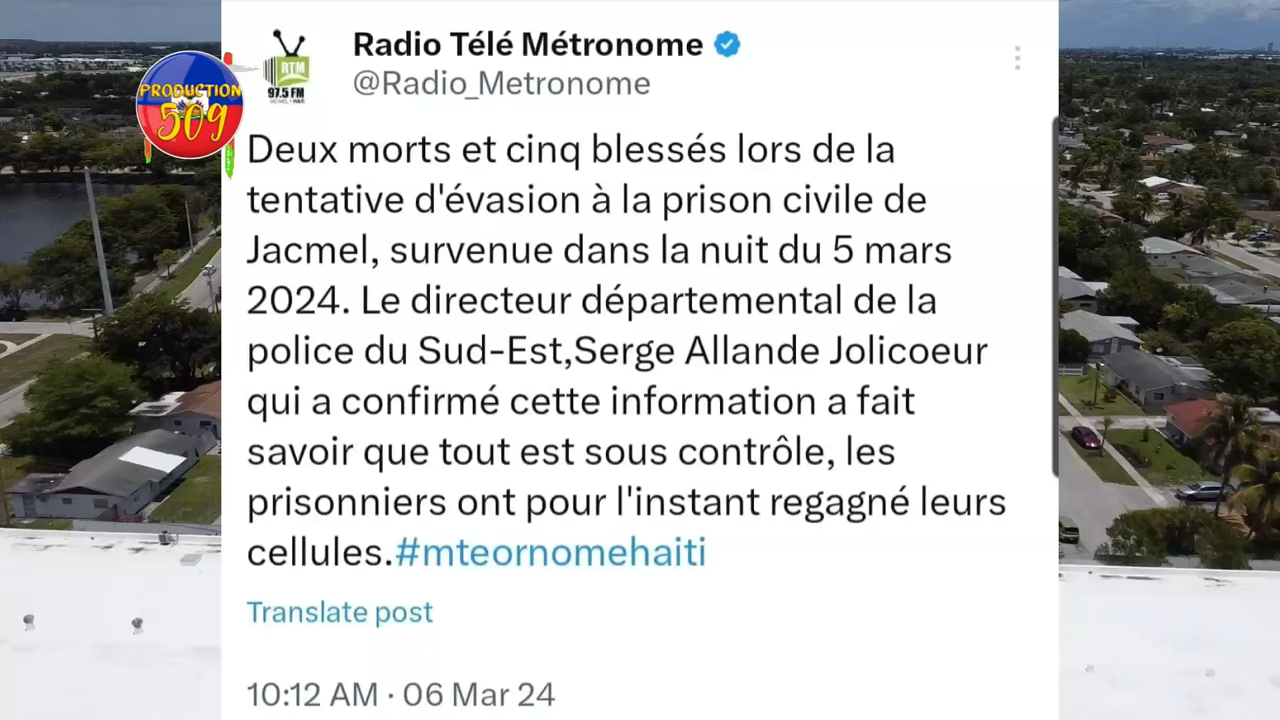 Radio Télé Métronome
@Radio_Metronome
RTM
97.5 FM
PRODUCTION
509
Deux morts et cinq blessés lors de la
tentative d'évasion à la prison civile de
Jacmel, survenue dans la nuit du 5 mars
2024. Le directeur départemental de la
police du Sud-Est,Serge Allande Jolicoeur
qui a confirmé cette information a fait
savoir que tout est sous contrôle, les
prisonniers ont pour l'instant regagné leurs
cellules.#mteornomehaiti
Translate post
10:12 AM · 06 Mar 24